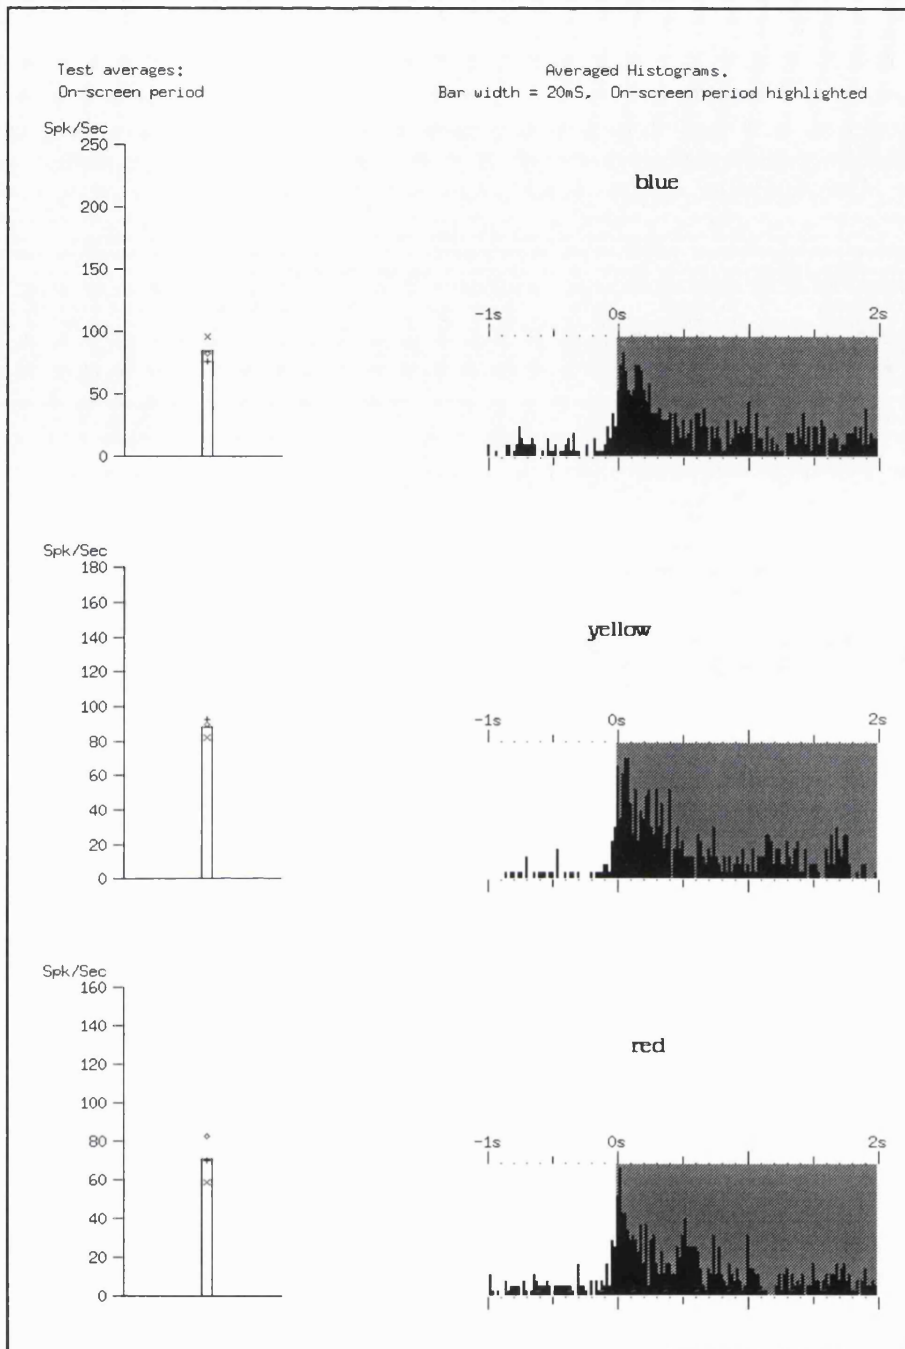 Test averages:
On-screen period
Averaged Histograms.
Bar width = 20mS. On-screen period highlighted
Spk/Sec
250
200
150
100
50
0
blue
-1s 0s 2s
Spk/Sec
180
160
140
120
100
80
60
40
20
0
yellow
-1s 0s 2s
Spk/Sec
160
140
120
100
80
60
40
20
0
red
-1s 0s 2s